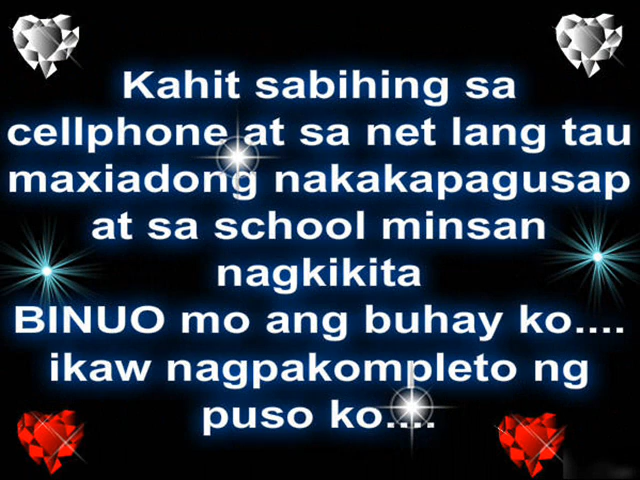 Kahit sabihing sa
cellphone at sa net lang tau
maxiadong nakakapagusap
at sa school minsan
nagkikita
BINUO mo ang buhay ko....
ikaw nagpakompleto ng
puso ko....